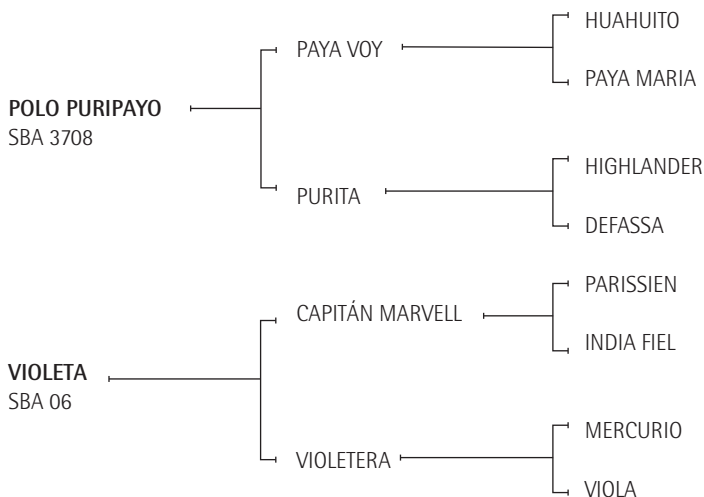 HUAHUITO
PAYA VOY
PAYA MARIA
POLO PURIPAYO
SBA 3708
HIGHLANDER
PURITA
DEFASSA
PARISSIEN
CAPITÁN MARVELL
INDIA FIEL
VIOLETA
SBA 06
MERCURIO
VIOLETERA
VIOLA